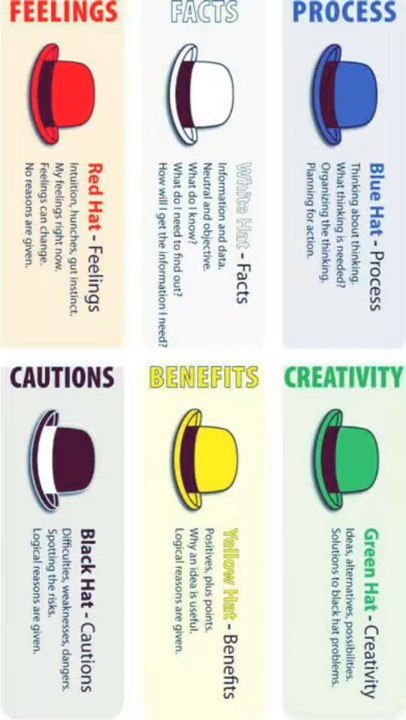 PROCESS
Blue Hat - Process
Thinking about thinking.
What thinking is needed?
Organizing the thinking.
Planning for action.
CREATIVITY
Green Hat - Creativity
Ideas, alternatives, possibilities.
Solutions to black hat problems.
FACTS
White Hat - Facts
Information and data.
Neutral and objective.
What do I know?
What do I need to find out?
How will I get the information I need?
BENEFITS
Yellow Hat - Benefits
Positives, plus points.
Why an idea is useful.
Logical reasons are given.
FEELINGS
Red Hat - Feelings
Intuition, hunches, gut instinct.
My feelings right now.
Feelings can change.
No reasons are given.
CAUTIONS
Black Hat - Cautions
Difficulties, weaknesses, dangers.
Spotting the risks.
Logical reasons are given.